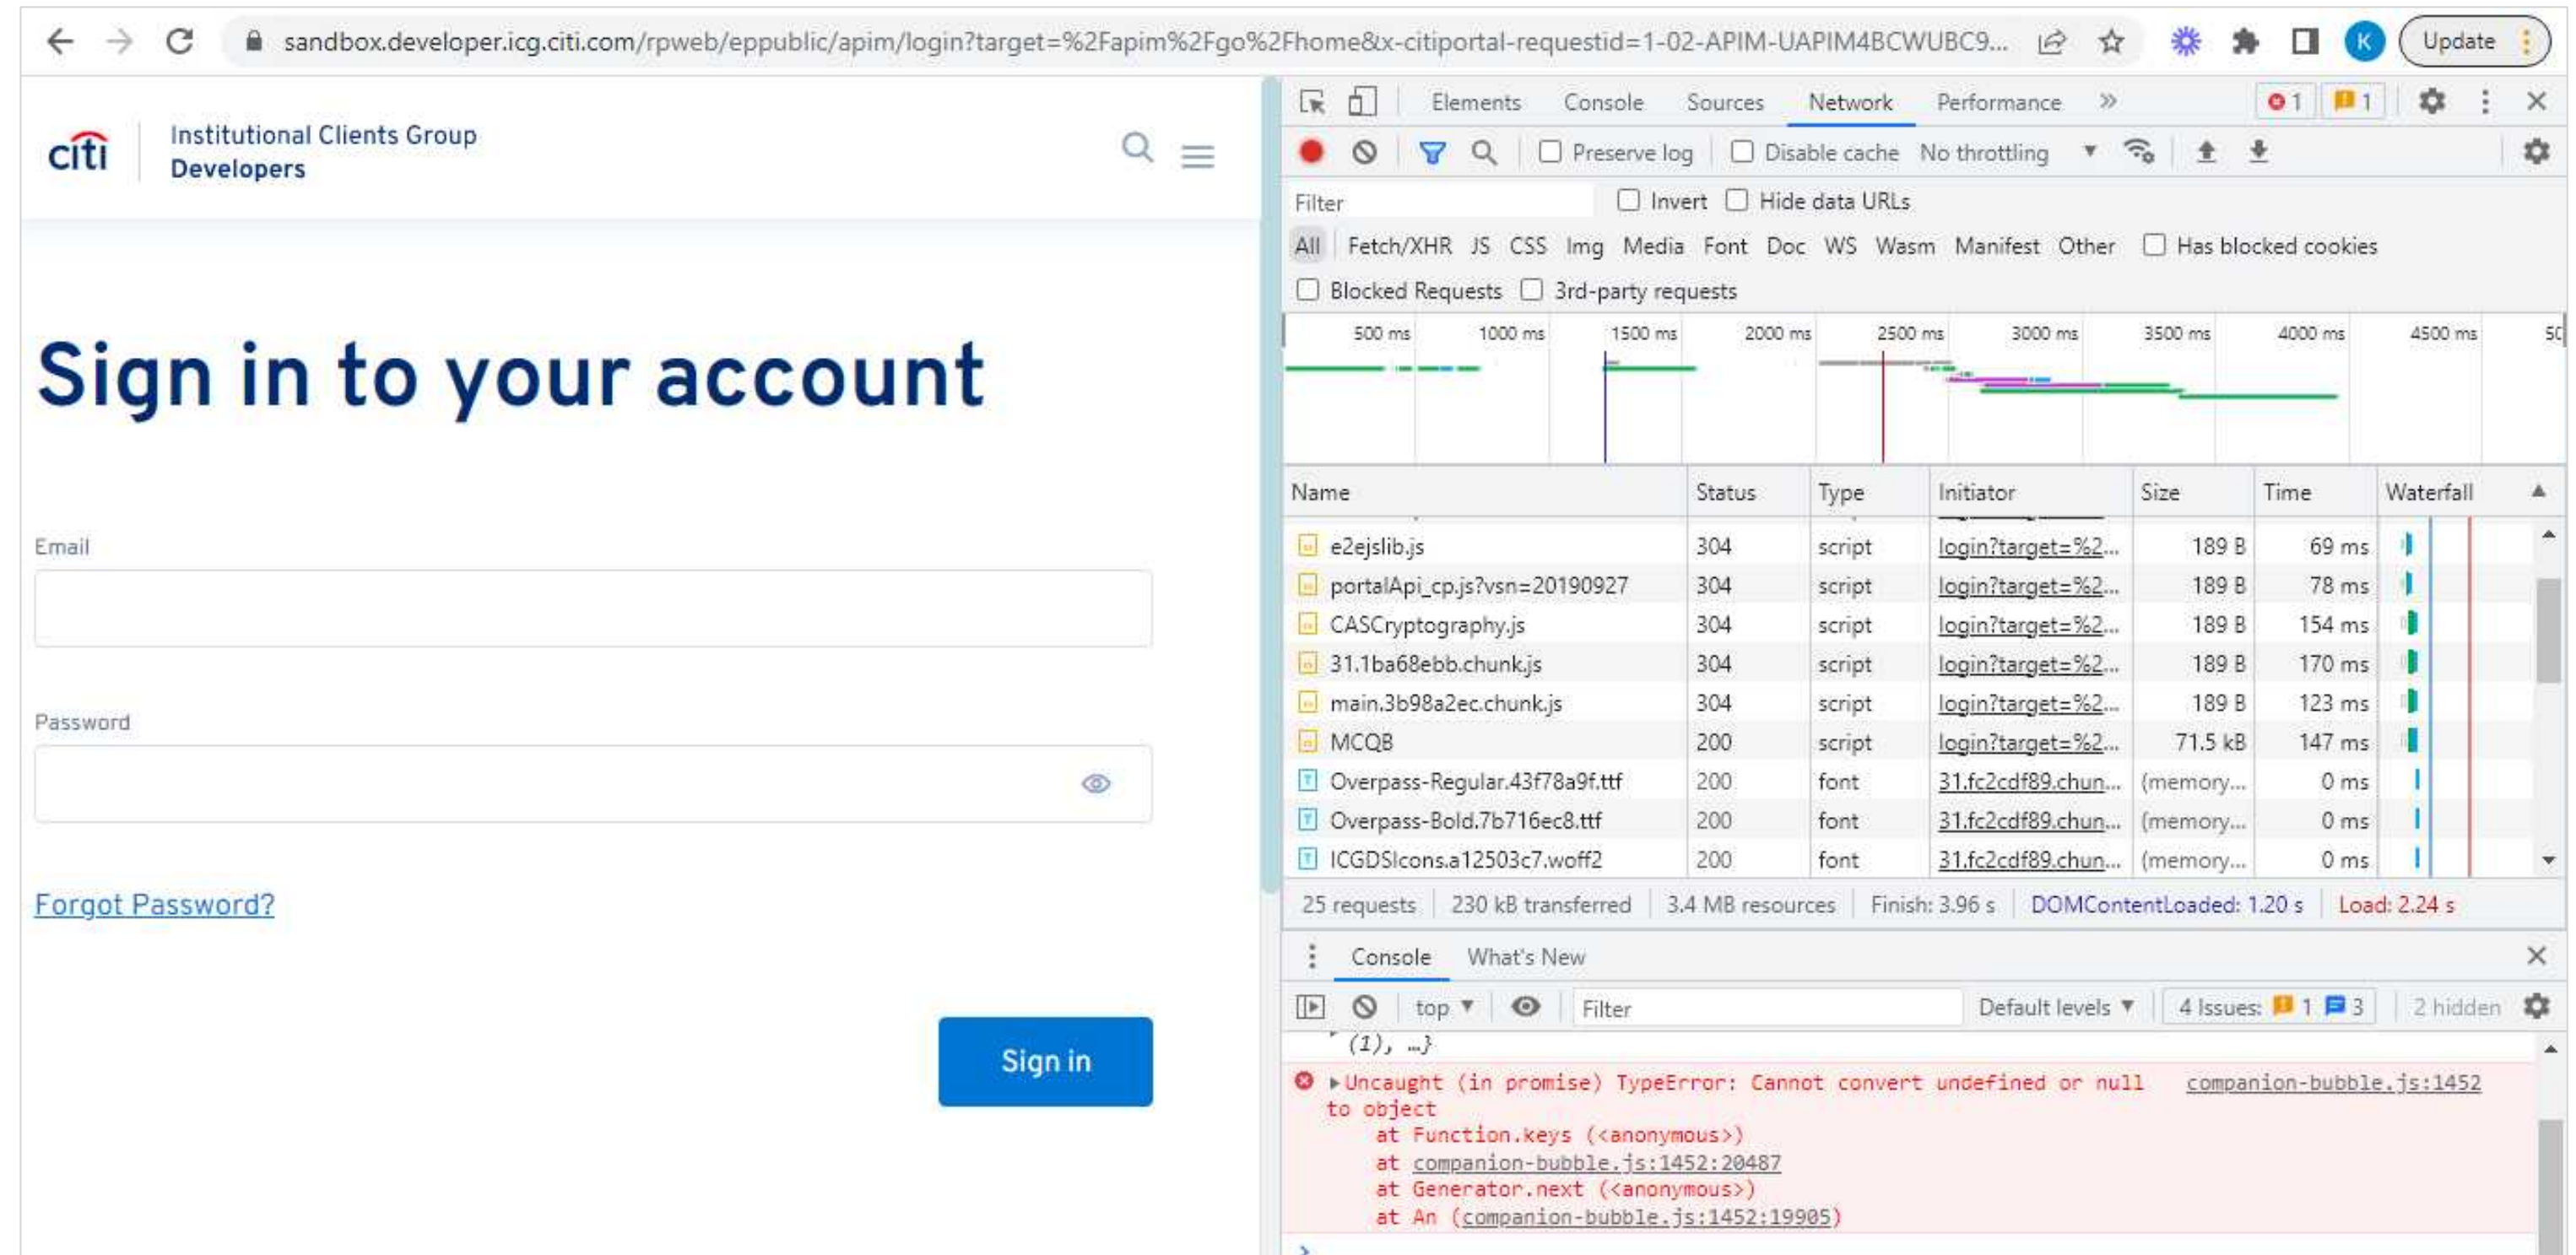 sandbox.developer.icg.citi.com/rpweb/eppublic/apim/login?target=%2Fapim%2Fgo%2Fhome&x-citiportal-requestid=1-02-APIM-UAPIM4BCWUBC9...
K
Update
citi
Institutional Clients Group
Developers
Sign in to your account
Email
Password
Forgot Password?
Sign in
Elements Console Sources Network Performance
1 1
Preserve log Disable cache No throttling
Filter Invert Hide data URLs
All Fetch/XHR JS CSS Img Media Font Doc WS Wasm Manifest Other Has blocked cookies
Blocked Requests 3rd-party requests
500 ms 1000 ms 1500 ms 2000 ms 2500 ms 3000 ms 3500 ms 4000 ms 4500 ms
Name Status Type Initiator Size Time Waterfall
e2ejslib.js 304 script login?target=%2... 189 B 69 ms
portalApi_cp.js?vsn=20190927 304 script login?target=%2... 189 B 78 ms
CASCryptography.js 304 script login?target=%2... 189 B 154 ms
31.1ba68ebb.chunk.js 304 script login?target=%2... 189 B 170 ms
main.3b98a2ec.chunk.js 304 script login?target=%2... 189 B 123 ms
MCQB 200 script login?target=%2... 71.5 kB 147 ms
Overpass-Regular.43f78a9f.ttf 200 font 31.fc2cdf89.chun... (memory... 0 ms
Overpass-Bold.7b716ec8.ttf 200 font 31.fc2cdf89.chun... (memory... 0 ms
ICGDSIcons.a12503c7.woff2 200 font 31.fc2cdf89.chun... (memory... 0 ms
25 requests 230 kB transferred 3.4 MB resources Finish: 3.96 s DOMContentLoaded: 1.20 s Load: 2.24 s
Console What's New
top Filter Default levels 4 Issues: 1 3 2 hidden
(1), …}
Uncaught (in promise) TypeError: Cannot convert undefined or null companion-bubble.js:1452
to object
at Function.keys (<anonymous>)
at companion-bubble.js:1452:20487
at Generator.next (<anonymous>)
at An (companion-bubble.js:1452:19905)